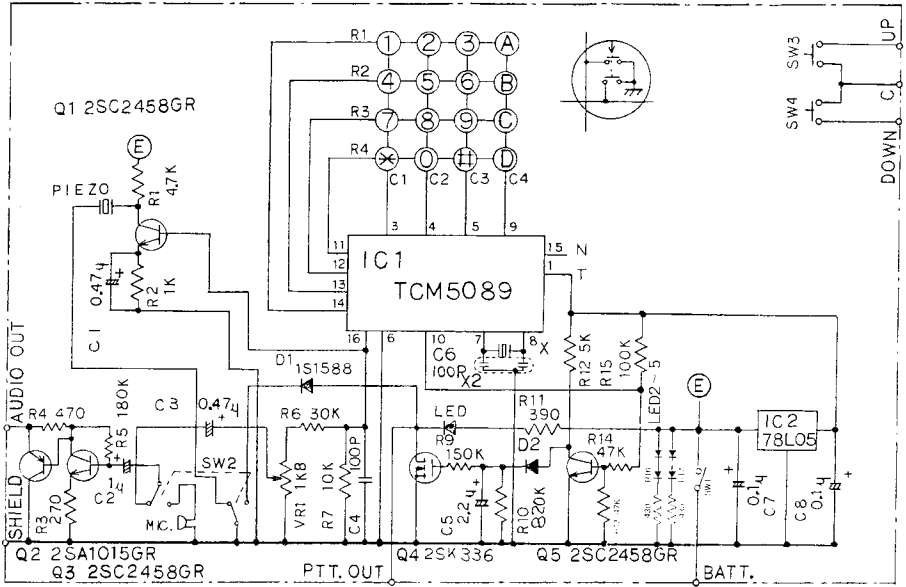 R1 1 2 3 A
R2 4 5 6 B
R3 7 8 9 C
R4 * 0 # D
C1 C2 C3 C4
UP
SW3
C
SW4
DOWN
Q1 2SC2458GR
E
R1 4.7K
PIEZO
0.47μ
+
R2 1K
C1
3 4 5 9
11
12
13
14
IC1
TCM5089
15 N
1 T
16 6 10 7 8
C6
100P
X2
X
R12 5K
R15 100K
LED2~5
E
IC2
78L05
D1
1S1588
AUDIO OUT
R4 470
R5 180K
C3 0.47μ
+
R6 30K
100P
LED
R9
150K
R11
390
D2
R14
47K
SW2
C2
1μ
+
R3 270
MIC.
VR1 1K B
R7 10K
C4
C5 2.2μ
+
R10 820K
SW1
0.1μ
+
C7
C8 0.1μ
+
SHIELD
Q2 2SA1015GR
Q3 2SC2458GR
Q4 2SK336
Q5 2SC2458GR
PTT. OUT
BATT.